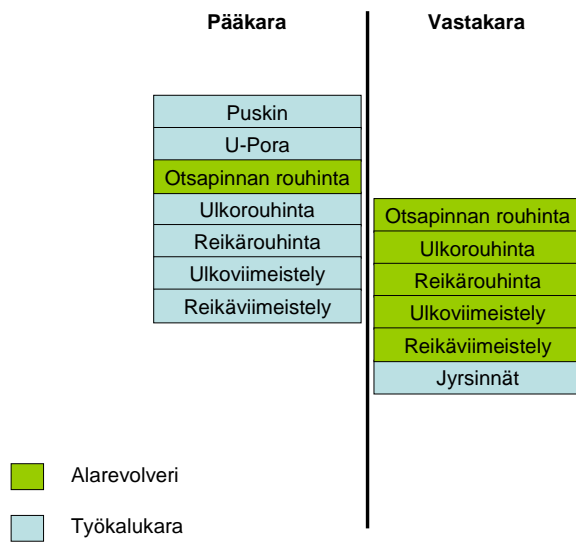 Pääkara
Vastakara
Puskin
U-Pora
Otsapinnan rouhinta
Ulkorouhinta
Reikärouhinta
Ulkoviimeistely
Reikäviimeistely
Otsapinnan rouhinta
Ulkorouhinta
Reikärouhinta
Ulkoviimeistely
Reikäviimeistely
Jyrsinnät
Alarevolveri
Työkalukara